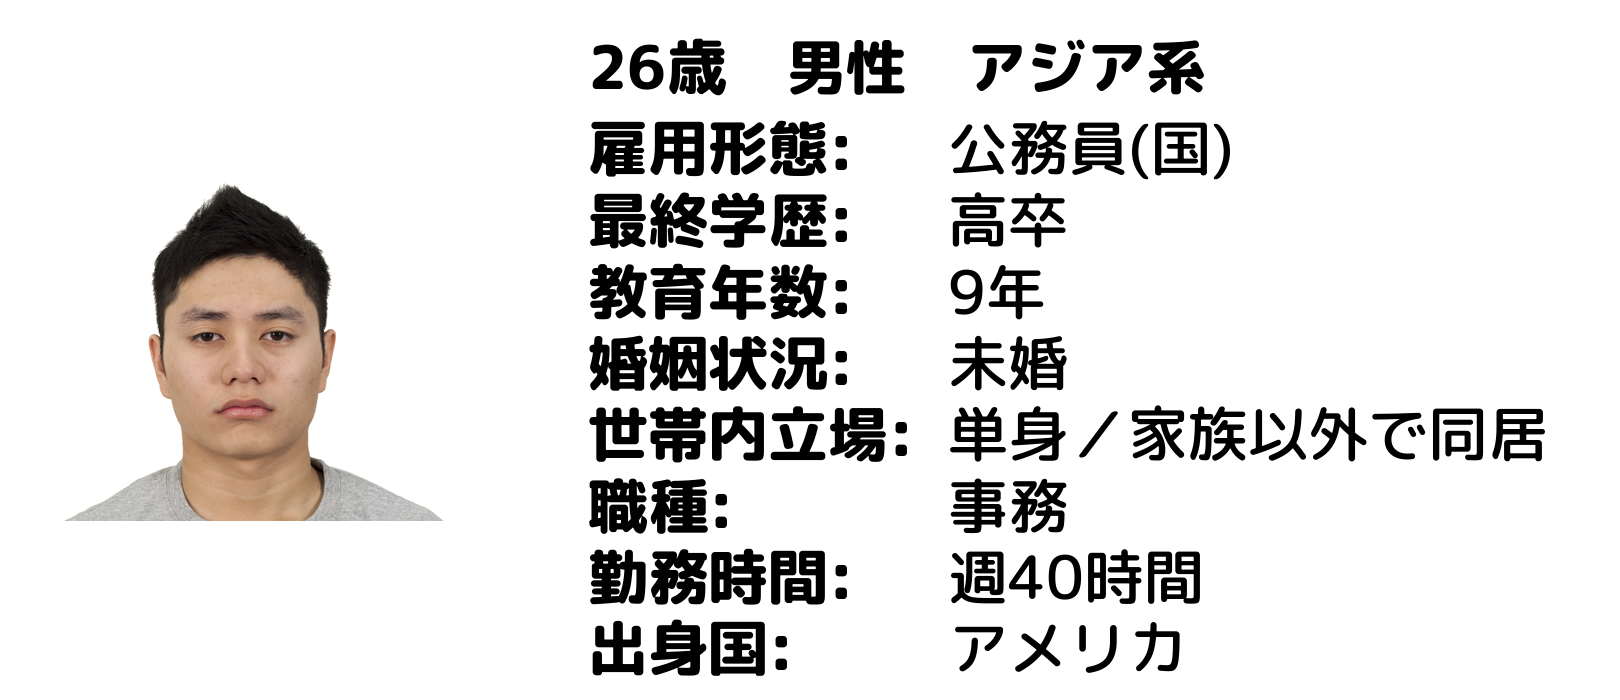 26歳　男性　アジア系
雇用形態: 公務員(国)
最終学歴: 高卒
教育年数: 9年
婚姻状況: 未婚
世帯内立場: 単身／家族以外で同居
職種: 事務
勤務時間: 週40時間
出身国: アメリカ